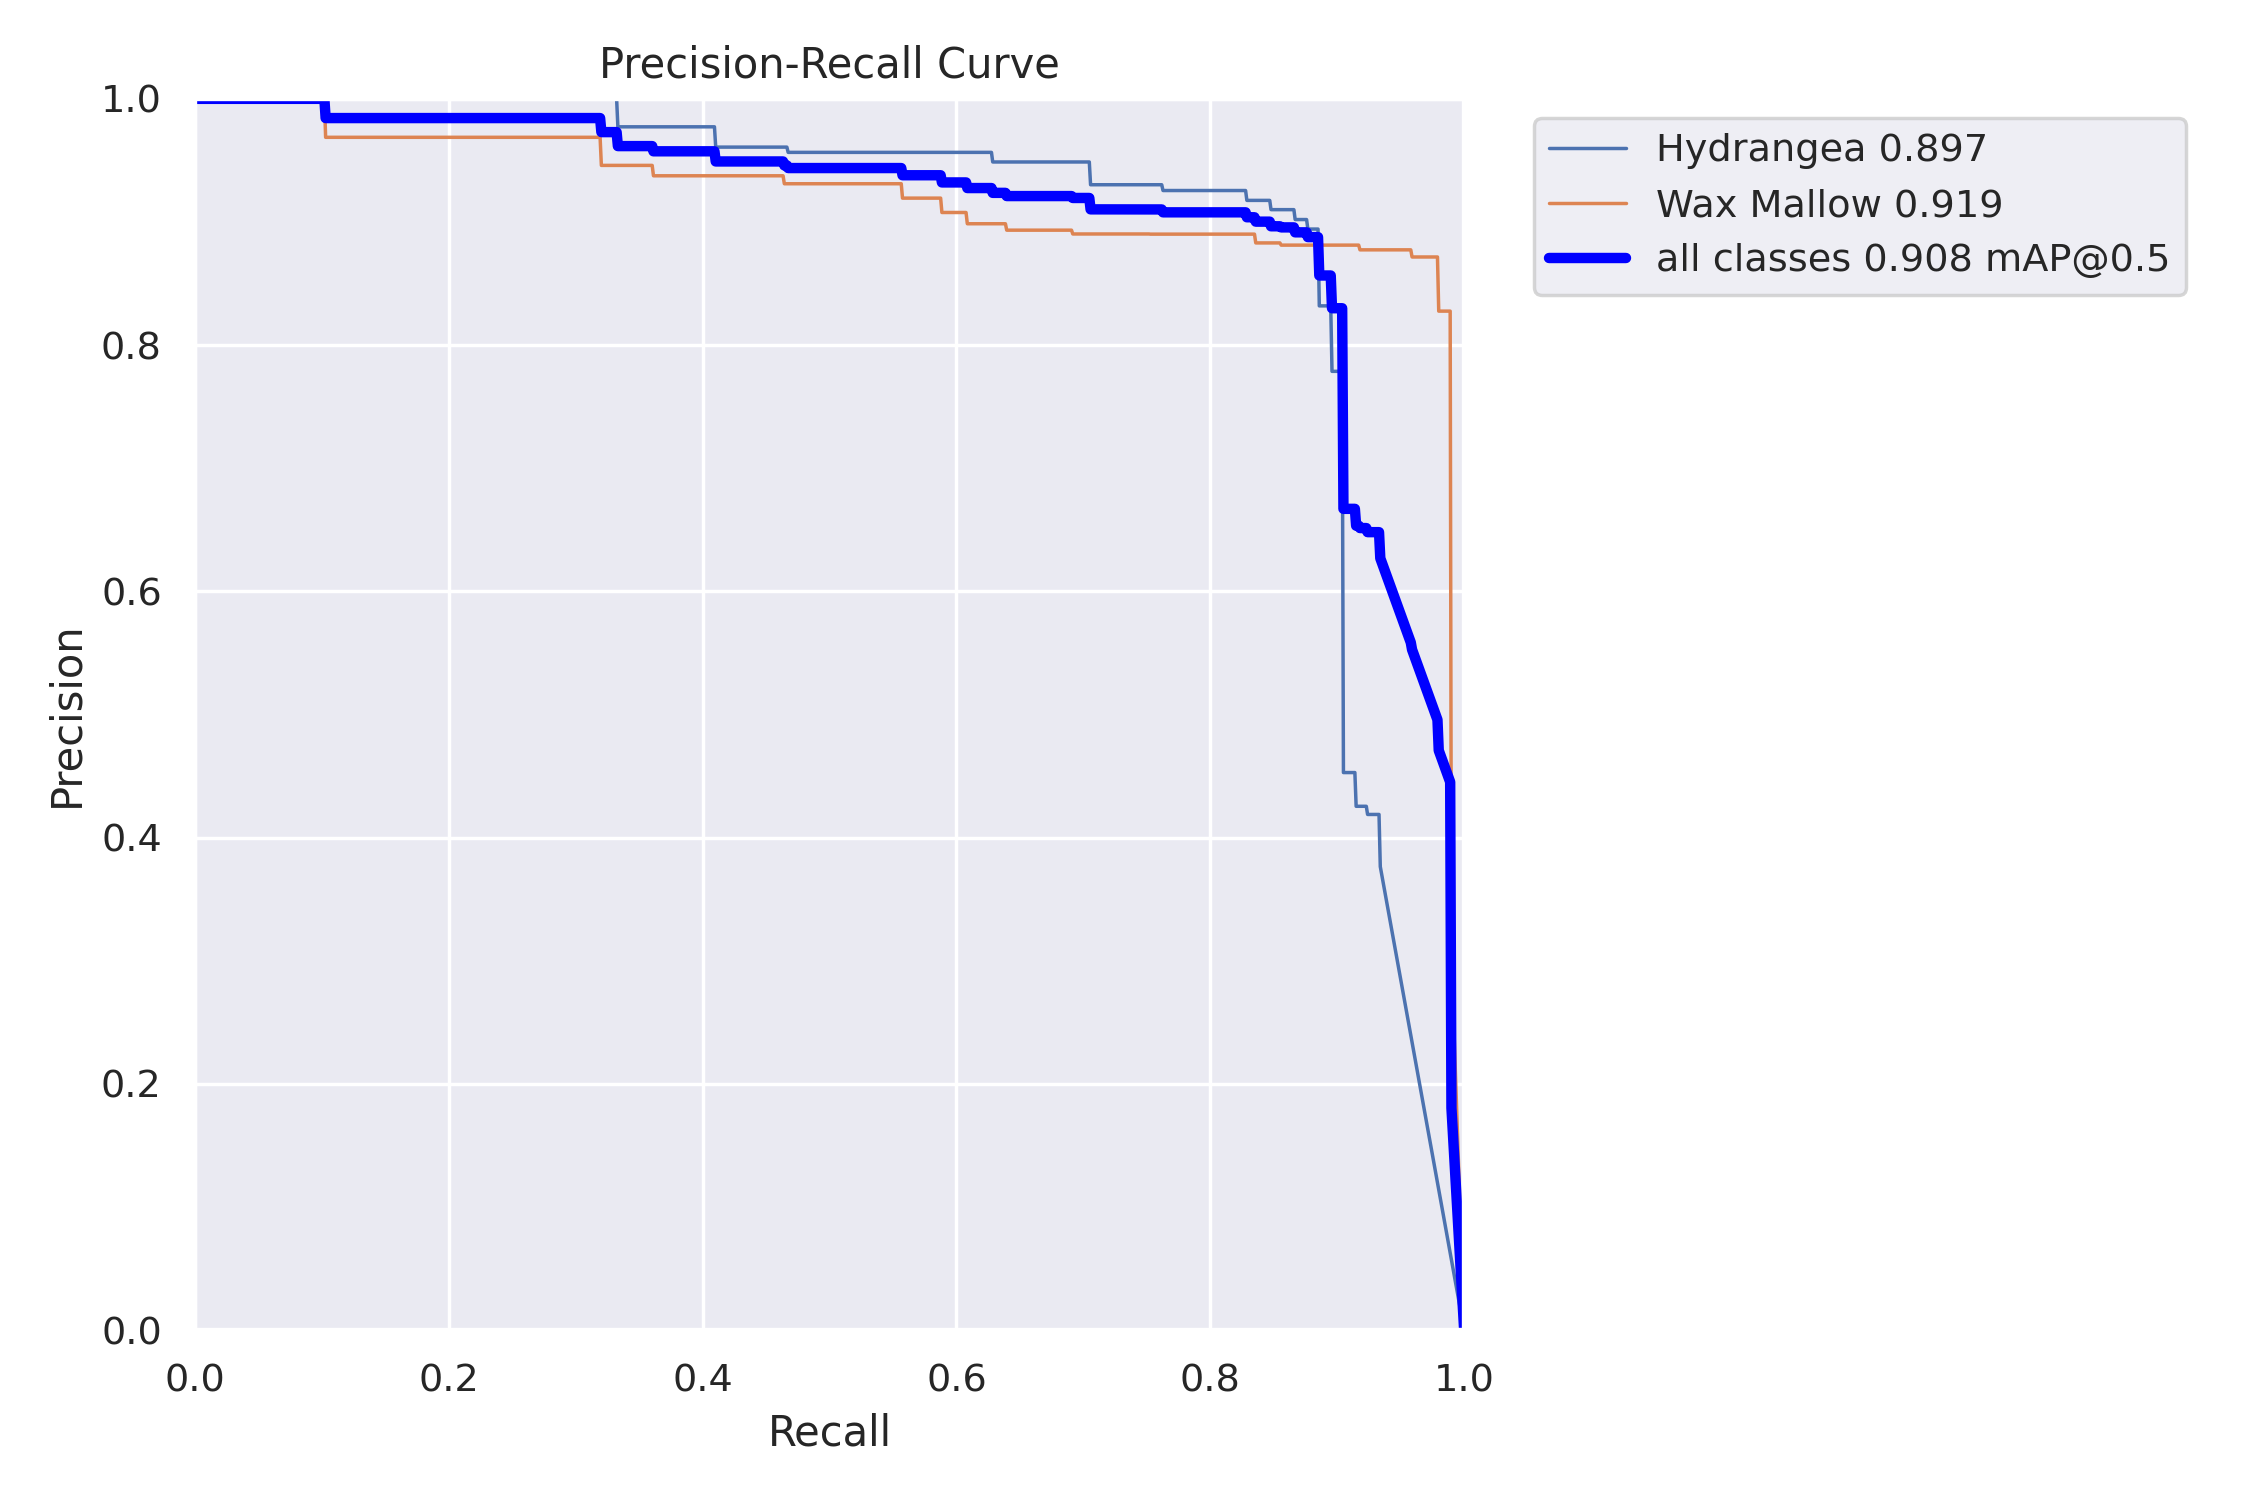 Precision-Recall Curve
1.0
0.8
0.6
0.4
0.2
0.0
Precision
0.0 0.2 0.4 0.6 0.8 1.0
Recall
Hydrangea 0.897
Wax Mallow 0.919
all classes 0.908 mAP@0.5